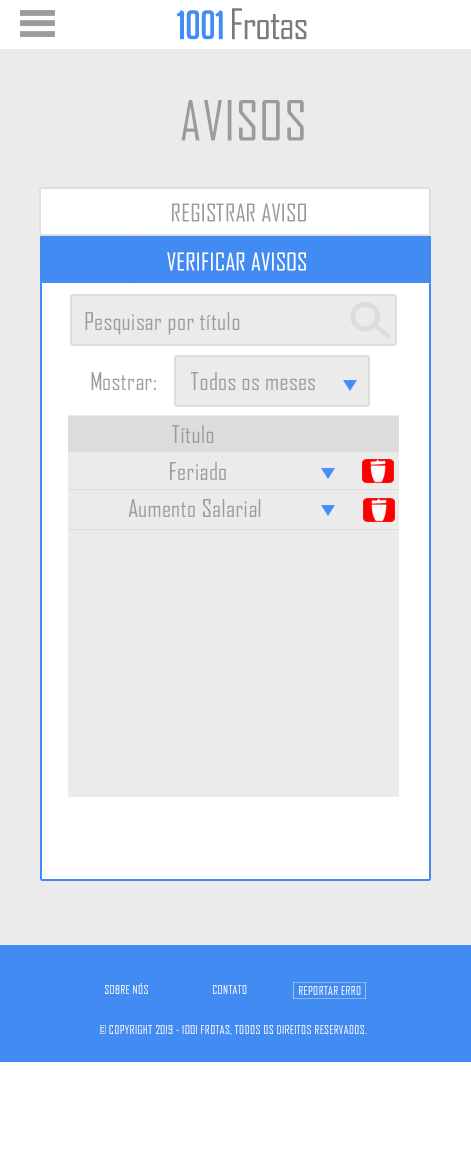 1001 Frotas
AVISOS
REGISTRAR AVISO
VERIFICAR AVISOS
Pesquisar por título
Mostrar: Todos os meses
Título
Feriado
Aumento Salarial
SOBRE NÓS CONTATO REPORTAR ERRO
© COPYRIGHT 2019 - 1001 FROTAS, TODOS OS DIREITOS RESERVADOS.